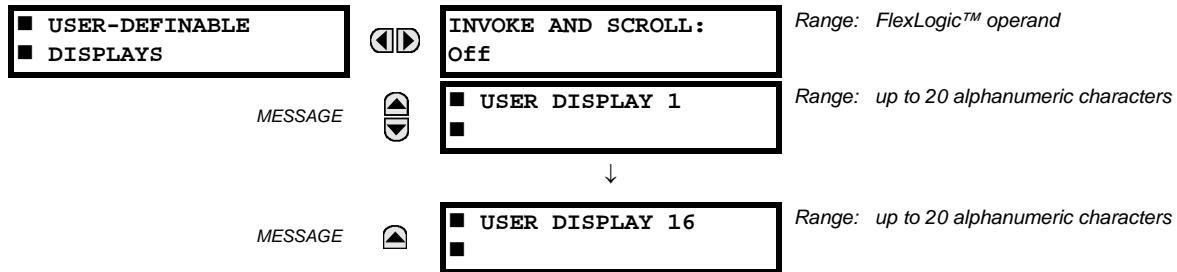 ■ USER-DEFINABLE
■ DISPLAYS
INVOKE AND SCROLL:
Off
Range: FlexLogic™ operand
MESSAGE
■ USER DISPLAY 1
■
Range: up to 20 alphanumeric characters
↓
MESSAGE
■ USER DISPLAY 16
■
Range: up to 20 alphanumeric characters